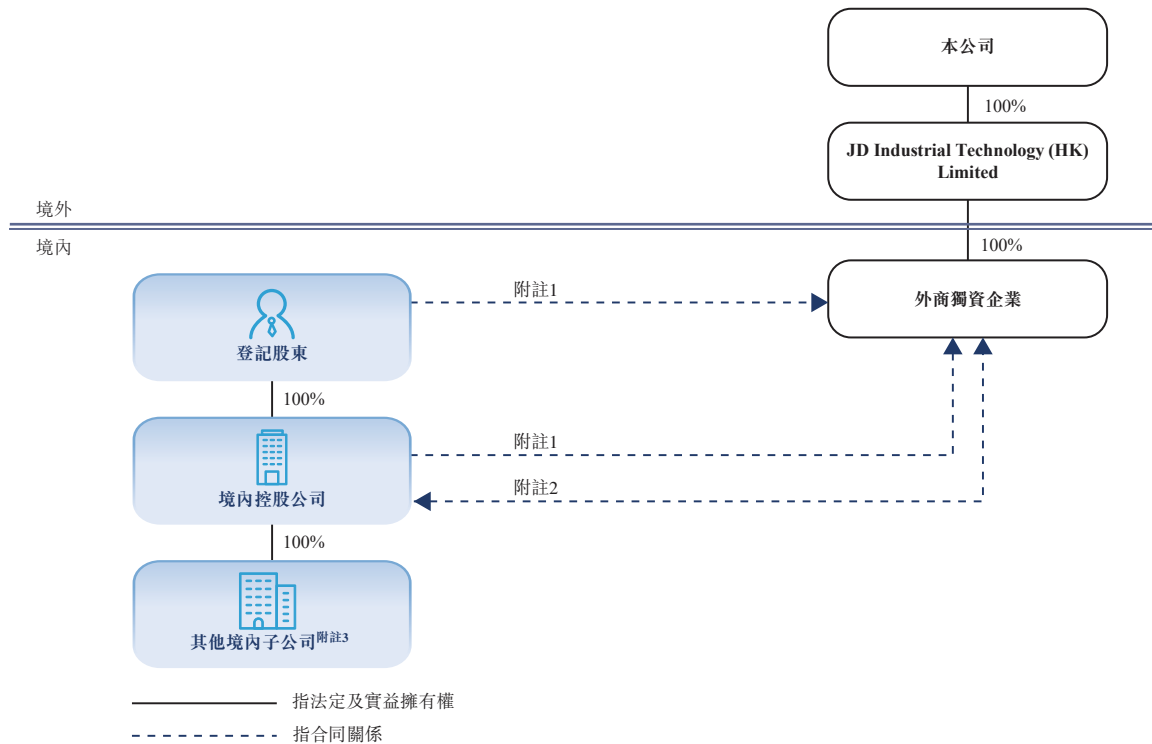 本公司
100%
JD Industrial Technology (HK)
Limited
境外
境內
100%
附註1
外商獨資企業
登記股東
100%
附註1
境內控股公司
附註2
100%
其他境內子公司附註3
指法定及實益擁有權
指合同關係